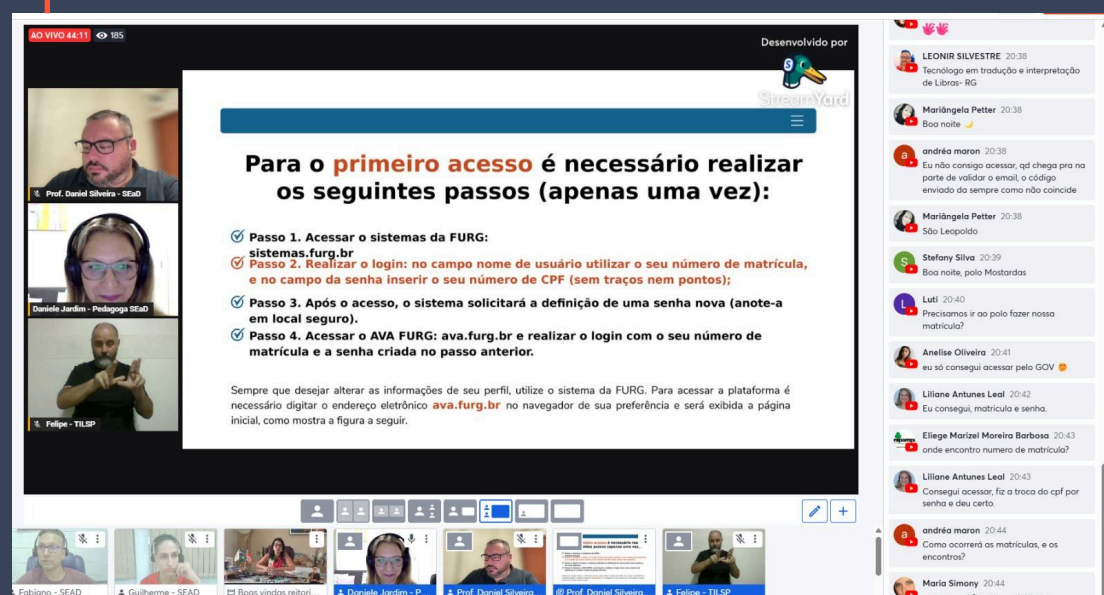 AO VIVO 44:11 185
Desenvolvido por
StreamYard
Prof. Daniel Silveira - SEaD
Daniele Jardim - Pedagoga SEaD
Felipe - TILSP
Para o primeiro acesso é necessário realizar
os seguintes passos (apenas uma vez):
Passo 1. Acessar o sistemas da FURG:
sistemas.furg.br
Passo 2. Realizar o login: no campo nome de usuário utilizar o seu número de matrícula,
e no campo da senha inserir o seu número de CPF (sem traços nem pontos);
Passo 3. Após o acesso, o sistema solicitará a definição de uma senha nova (anote-a
em local seguro).
Passo 4. Acessar o AVA FURG: ava.furg.br e realizar o login com o seu número de
matrícula e a senha criada no passo anterior.
Sempre que desejar alterar as informações de seu perfil, utilize o sistema da FURG. Para acessar a plataforma é
necessário digitar o endereço eletrônico ava.furg.br no navegador de sua preferência e será exibida a página
inicial, como mostra a figura a seguir.
Fabiano - SEAD
Guilherme - SEAD
Boas vindas reitori...
Daniele Jardim - P...
Prof. Daniel Silveira...
Prof. Daniel Silveira...
Felipe - TILSP
LEONIR SILVESTRE 20:38
Tecnólogo em tradução e interpretação
de Libras- RG
Mariângela Petter 20:38
Boa noite
andréa maron 20:38
Eu não consigo acessar, qd chega pra na
parte de validar o email, o código
enviado da sempre como não coincide
Mariângela Petter 20:38
São Leopoldo
Stefany Silva 20:39
Boa noite, polo Mostardas
Luti 20:40
Precisamos ir ao polo fazer nossa
matrícula?
Anelise Oliveira 20:41
eu só consegui acessar pelo GOV
Liliane Antunes Leal 20:42
Eu consegui, matricula e senha.
Eliege Marizel Moreira Barbosa 20:43
onde encontro numero de matrícula?
Liliane Antunes Leal 20:43
Consegui acessar, fiz a troca do cpf por
senha e deu certo.
andréa maron 20:44
Como ocorrerá as matrículas, e os
encontros?
Maria Simony 20:44